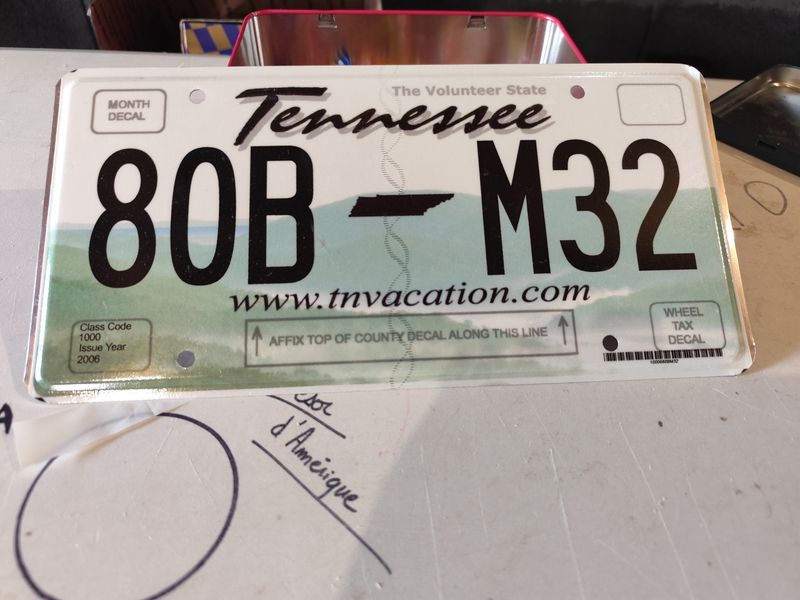 The Volunteer State
MONTH
DECAL
Tennessee
80B M32
www.tnvacation.com
Class Code
1000
Issue Year
2006
AFFIX TOP OF COUNTY DECAL ALONG THIS LINE
WHEEL
TAX
DECAL
d'Amérique